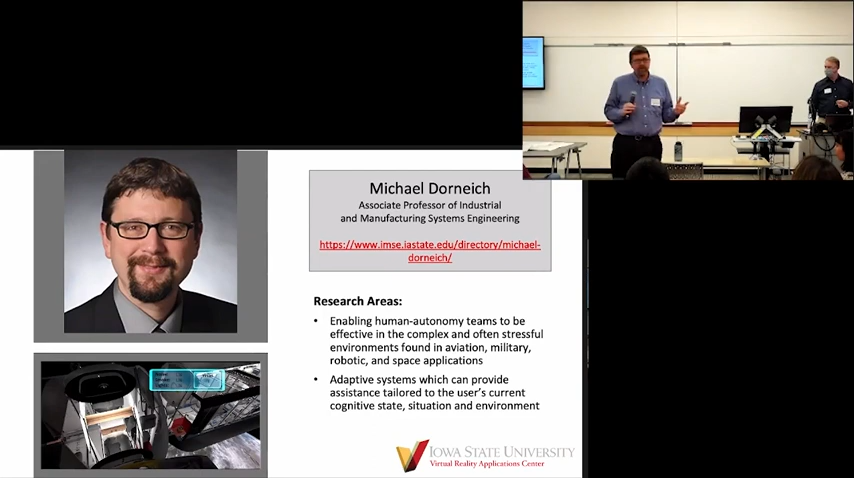 Michael Dorneich
Associate Professor of Industrial
and Manufacturing Systems Engineering
https://www.imse.iastate.edu/directory/michael-
dorneich/
Research Areas:
• Enabling human-autonomy teams to be
effective in the complex and often stressful
environments found in aviation, military,
robotic, and space applications
• Adaptive systems which can provide
assistance tailored to the user's current
cognitive state, situation and environment
IOWA STATE UNIVERSITY
Virtual Reality Applications Center